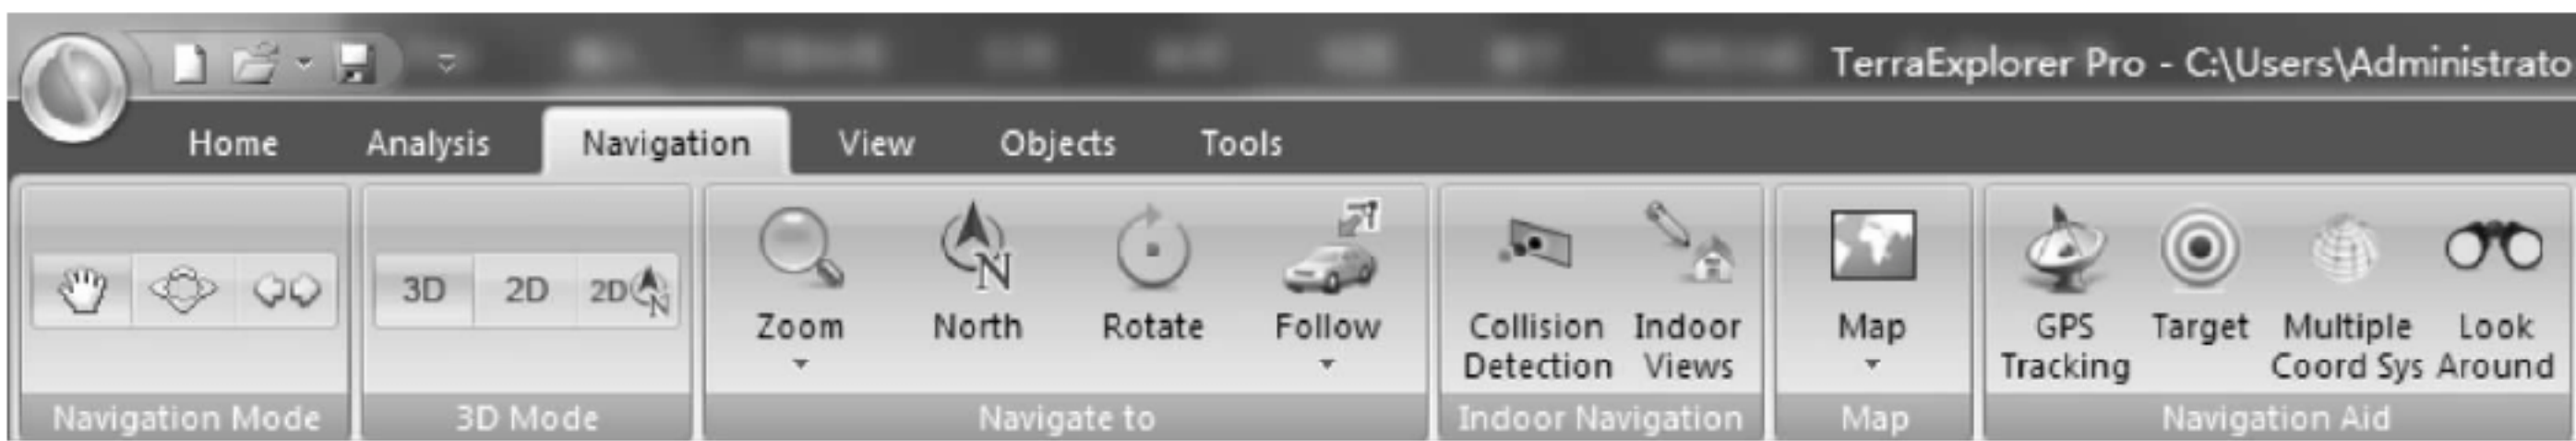 TerraExplorer Pro - C:\Users\Administrato
Home Analysis Navigation View Objects Tools
3D 2D 2D N
N
Zoom North Rotate Follow Collision Indoor Map GPS Target Multiple Look
Detection Views Tracking Coord Sys Around
Navigation Mode 3D Mode Navigate to Indoor Navigation Map Navigation Aid